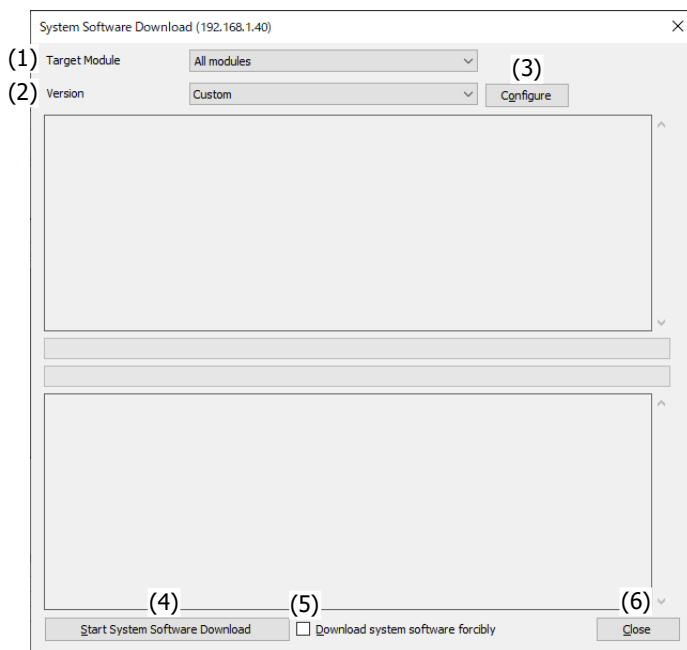 System Software Download (192.168.1.40)
(1) Target Module All modules
(3)
(2) Version Custom Configure
(4) (5) (6)
Start System Software Download Download system software forcibly Close